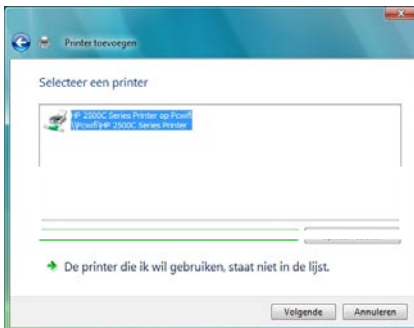 Printer toevoegen
Selecteer een printer
HP 2500C Series Printer op Pcwifi
\\Pcwifi\HP 2500C Series Printer
De printer die ik wil gebruiken, staat niet in de lijst.
Volgende
Annuleren